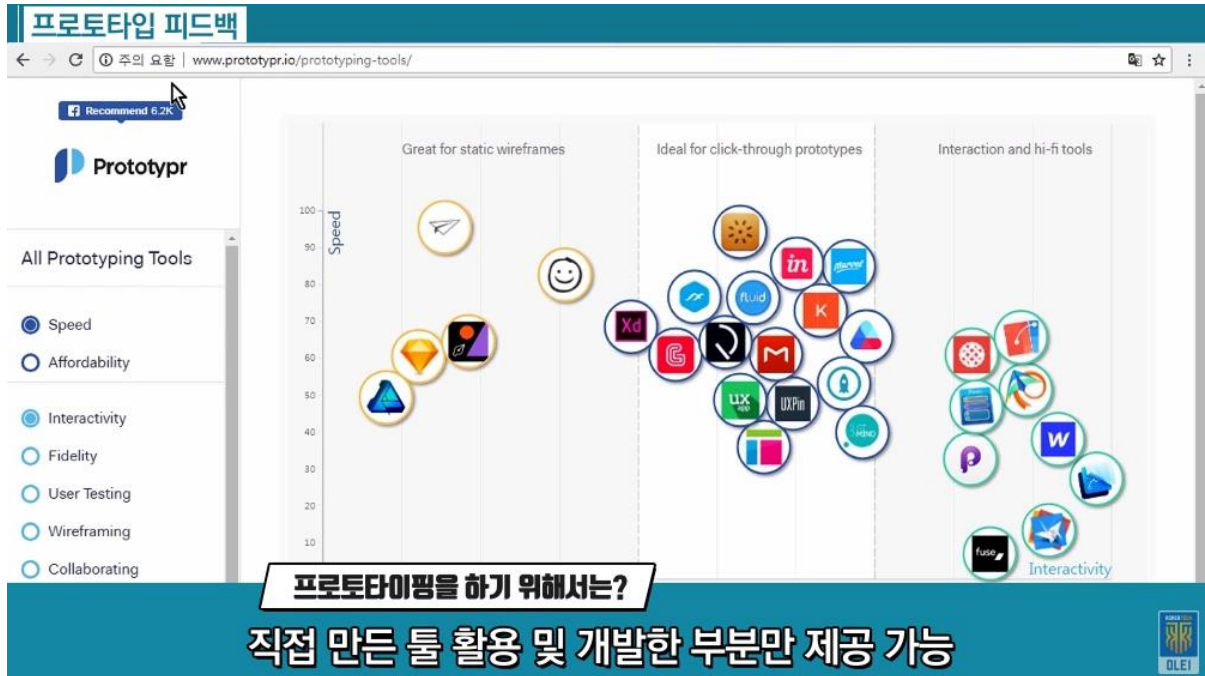 프로토타입 피드백
주의 요함 | www.prototypr.io/prototyping-tools/
Recommend 6.2K
Prototypr
All Prototyping Tools
Speed
Affordability
Interactivity
Fidelity
User Testing
Wireframing
Collaborating
Great for static wireframes
Ideal for click-through prototypes
Interaction and hi-fi tools
Speed
100
90
80
70
60
50
40
30
20
10
in
marvel
fluid
K
Xd
G
M
ux
app
UXPin
W
P
fuse
Interactivity
프로토타이핑을 하기 위해서는?
직접 만든 툴 활용 및 개발한 부분만 제공 가능
KOREATECH
OLEI